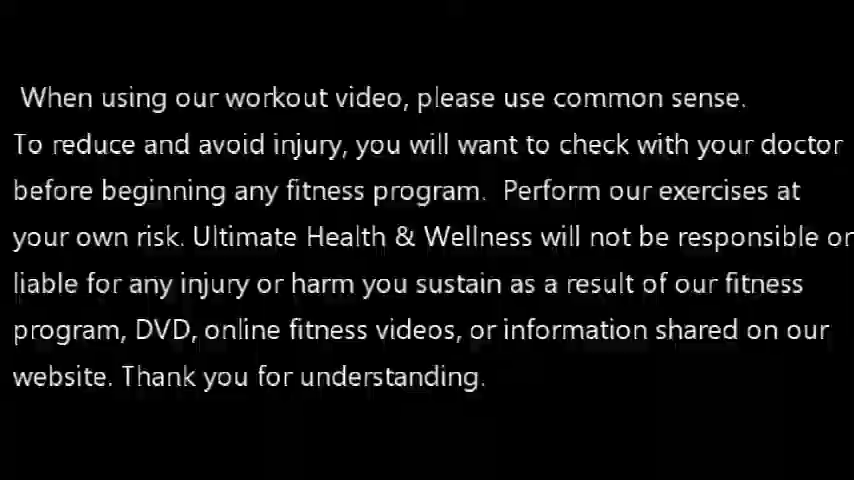 When using our workout video, please use common sense.
To reduce and avoid injury, you will want to check with your doctor
before beginning any fitness program.  Perform our exercises at
your own risk. Ultimate Health & Wellness will not be responsible or
liable for any injury or harm you sustain as a result of our fitness
program, DVD, online fitness videos, or information shared on our
website. Thank you for understanding.